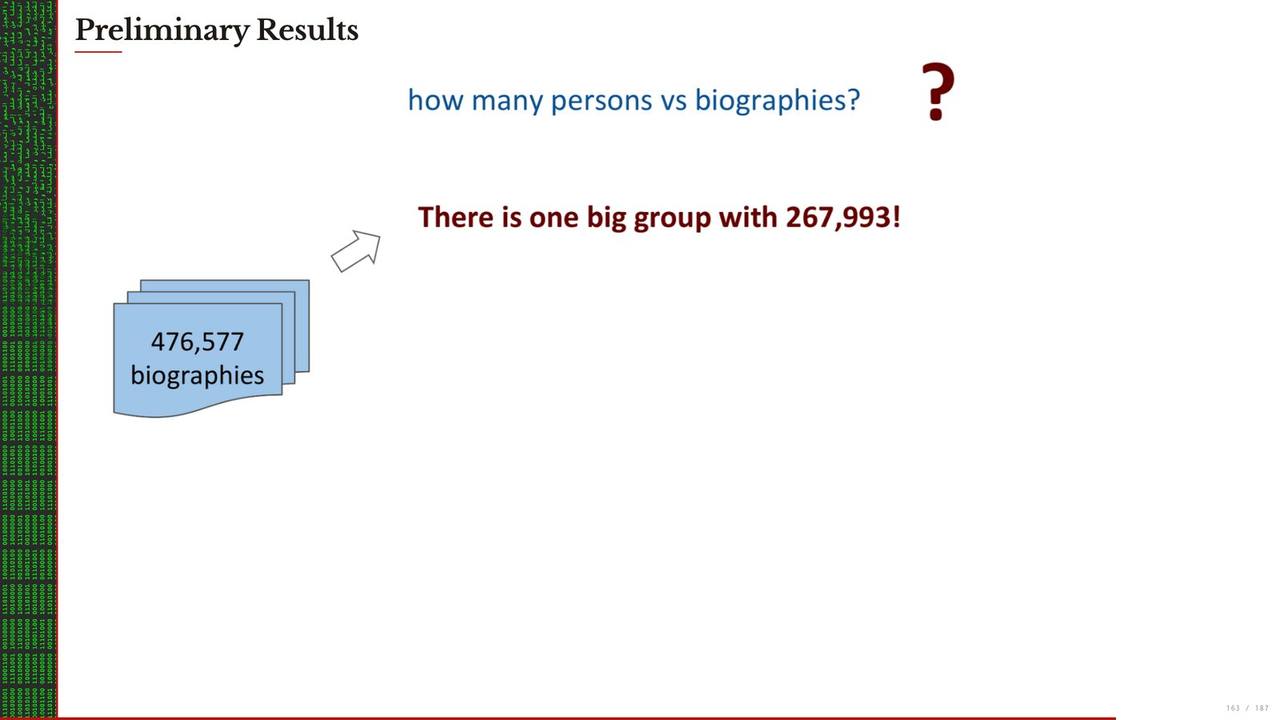 Preliminary Results
how many persons vs biographies?
?
There is one big group with 267,993!
476,577
biographies
163 / 187